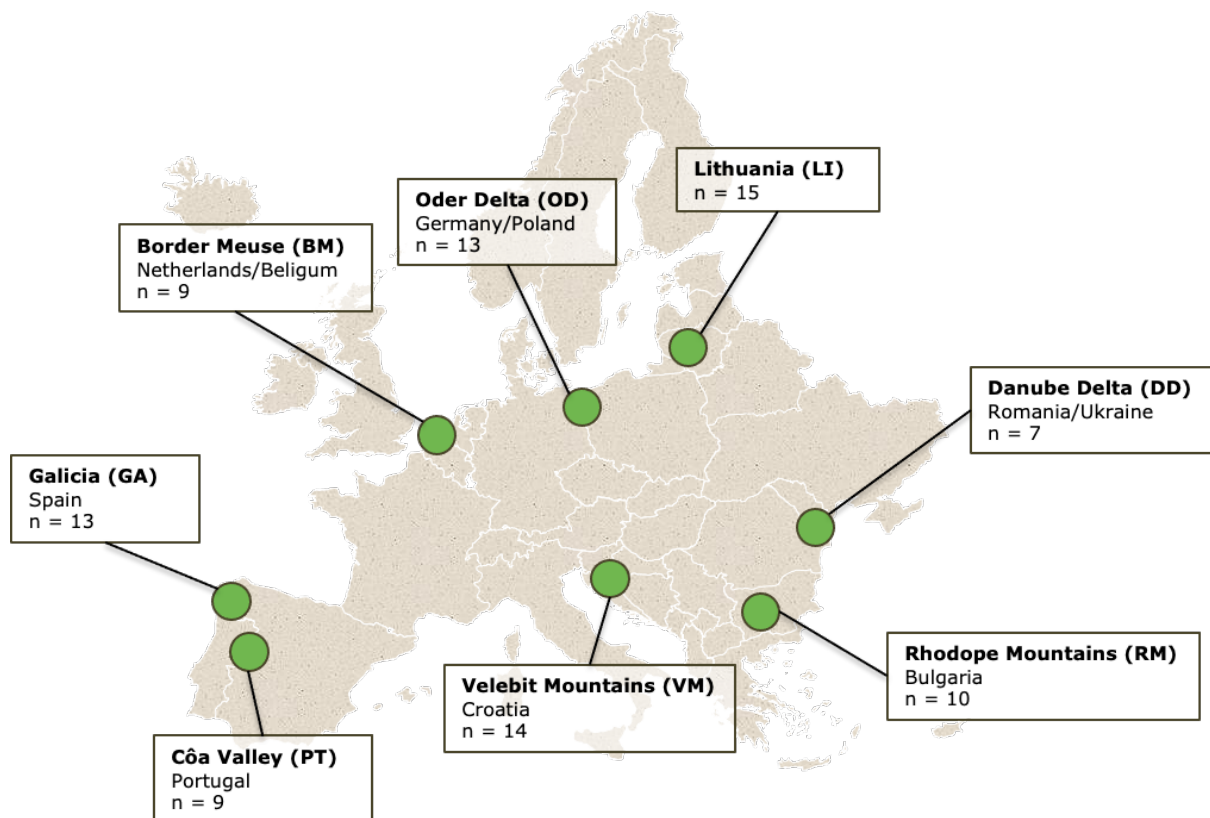 Lithuania (LI)
n = 15
Oder Delta (OD)
Germany/Poland
n = 13
Border Meuse (BM)
Netherlands/Beligum
n = 9
Danube Delta (DD)
Romania/Ukraine
n = 7
Galicia (GA)
Spain
n = 13
Rhodope Mountains (RM)
Bulgaria
n = 10
Velebit Mountains (VM)
Croatia
n = 14
Côa Valley (PT)
Portugal
n = 9